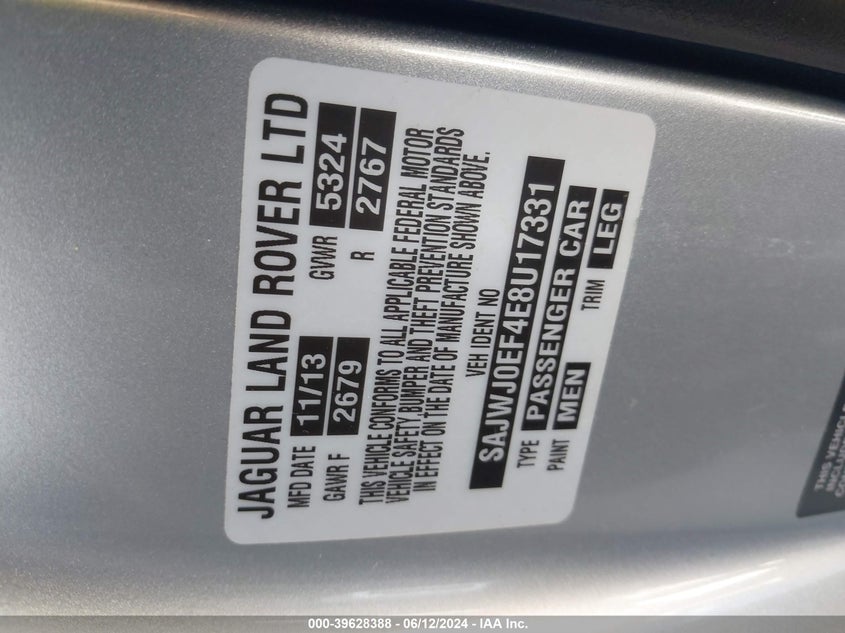 JAGUAR LAND ROVER LTD
MFD DATE 11/13 GVWR 5324
GAWR F 2679 R 2767
THIS VEHICLE CONFORMS TO ALL APPLICABLE FEDERAL MOTOR
VEHICLE SAFETY, BUMPER AND THEFT PREVENTION STANDARDS
IN EFFECT ON THE DATE OF MANUFACTURE SHOWN ABOVE.
VEH IDENT NO
SAJWJ0EF4E8U17331
TYPE PASSENGER CAR
PAINT MEN TRIM LEG
THIS VEHICLE
000-39628388 - 06/12/2024 - IAA Inc.